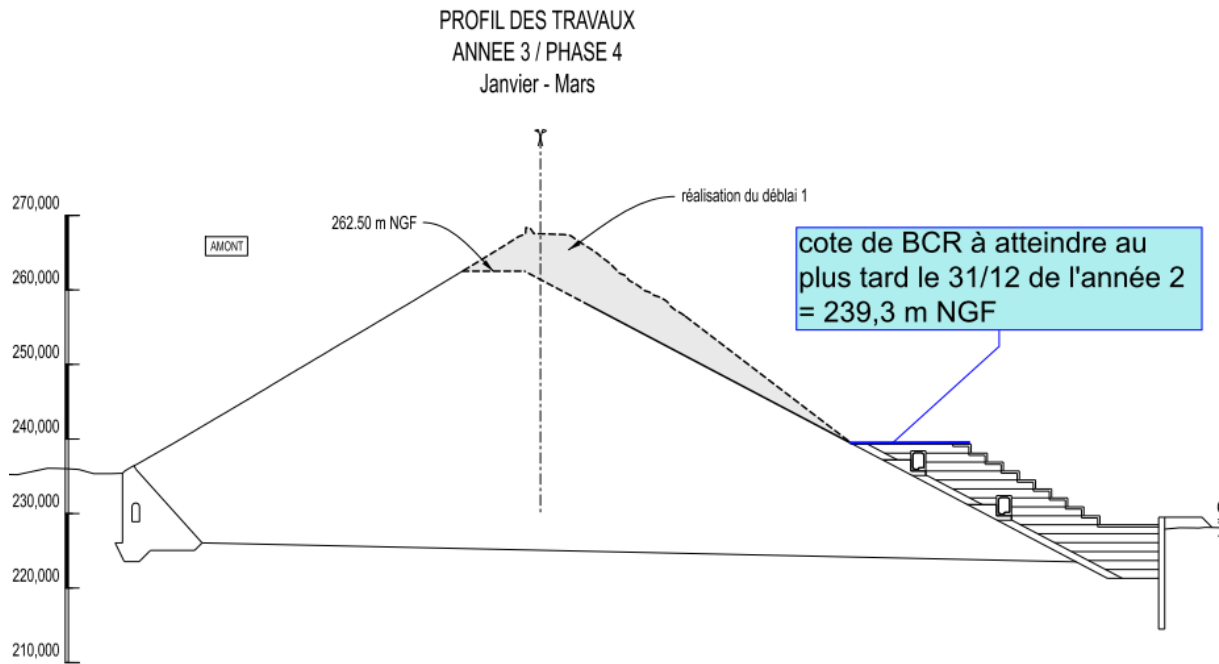 PROFIL DES TRAVAUX
ANNEE 3 / PHASE 4
Janvier - Mars
270,000
260,000
250,000
240,000
230,000
220,000
210,000
AMONT
262.50 m NGF
réalisation du déblai 1
cote de BCR à atteindre au
plus tard le 31/12 de l'année 2
= 239,3 m NGF